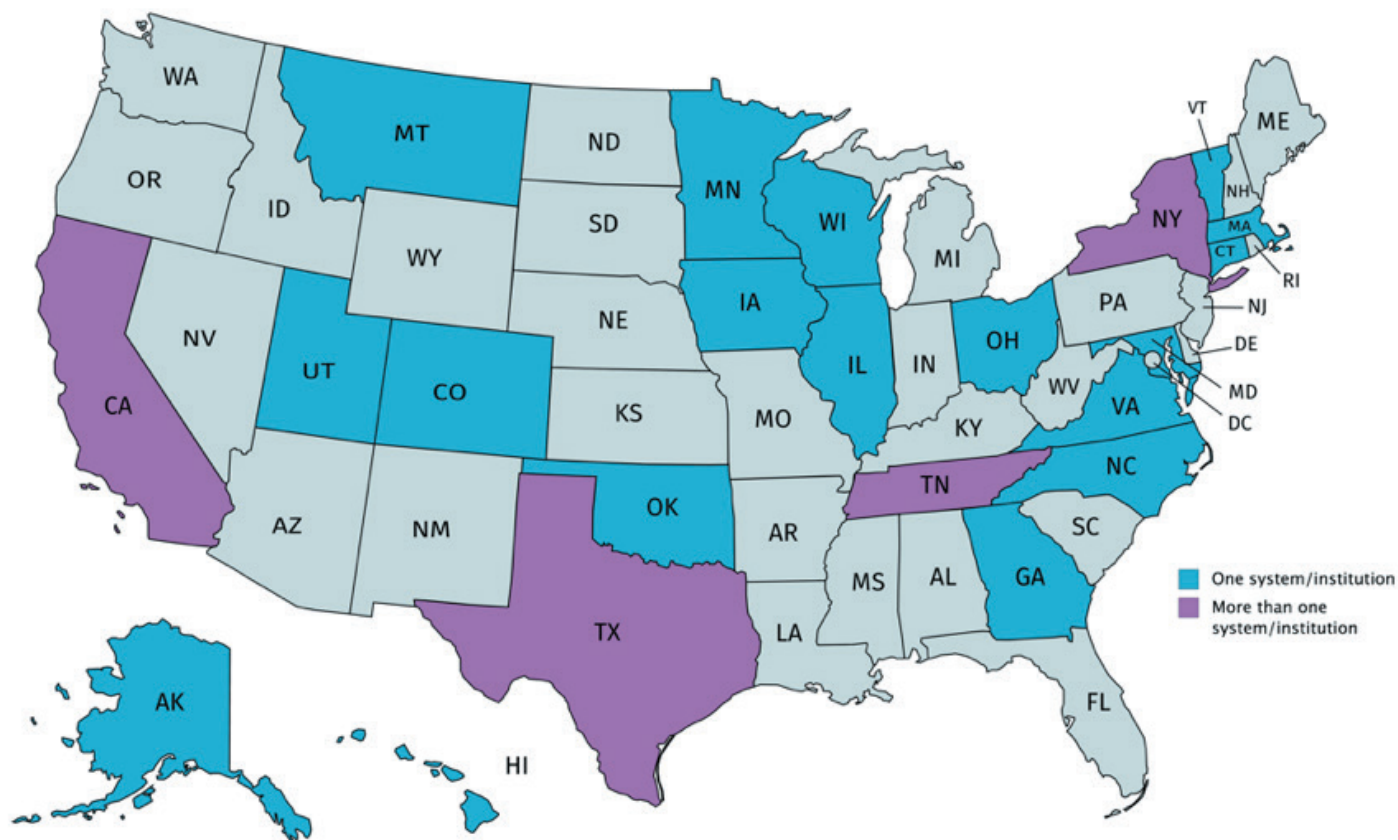 WA
MT
ND
MN
VT
ME
OR
ID
SD
WI
NH
NY
MA
WY
MI
CT
RI
IA
NE
PA
NJ
NV
UT
CO
IL
IN
OH
DE
WV
MD
CA
KS
MO
VA
DC
KY
NC
TN
OK
AZ
NM
AR
SC
MS
AL
GA
One system/institution
More than one
system/institution
TX
LA
AK
FL
HI